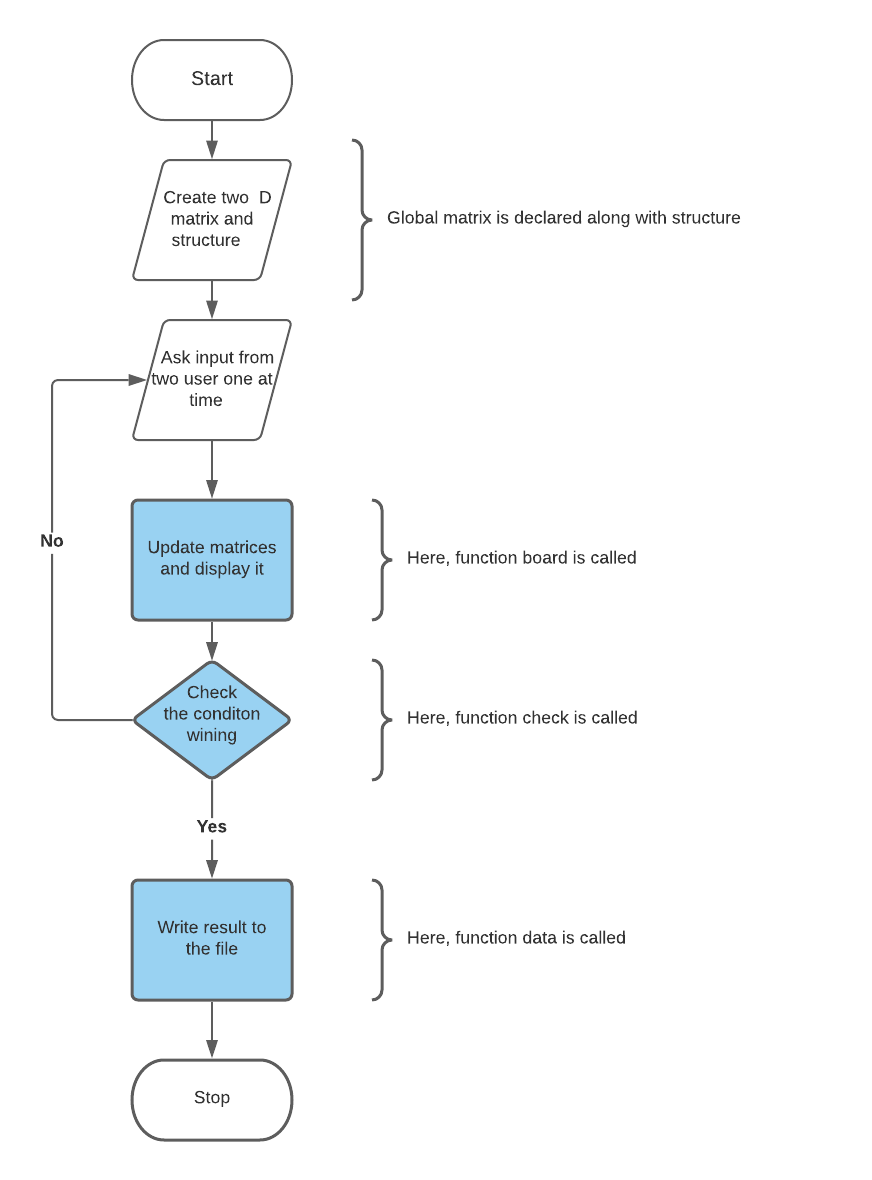 Start
Create two  D
matrix and
structure
Global matrix is declared along with structure
Ask input from
two user one at
time
No
Update matrices
and display it
Here, function board is called
Check
the conditon
wining
Here, function check is called
Yes
Write result to
the file
Here, function data is called
Stop